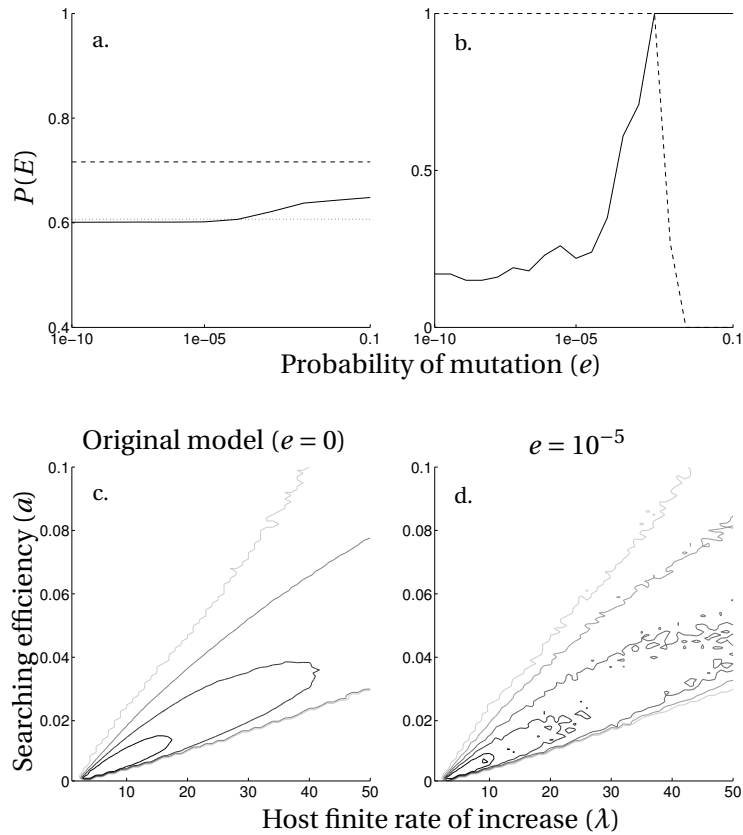 a.
b.
1
0.8
0.6
0.4
P(E)
1e-10
1e-05
0.1
1
0.5
0
1e-10
1e-05
0.1
Probability of mutation (e)
Original model (e = 0)
e = 10⁻⁵
c.
d.
0.1
0.08
0.06
0.04
0.02
0
Searching efficiency (a)
10
20
30
40
50
0.1
0.08
0.06
0.04
0.02
0
10
20
30
40
50
Host finite rate of increase (λ)